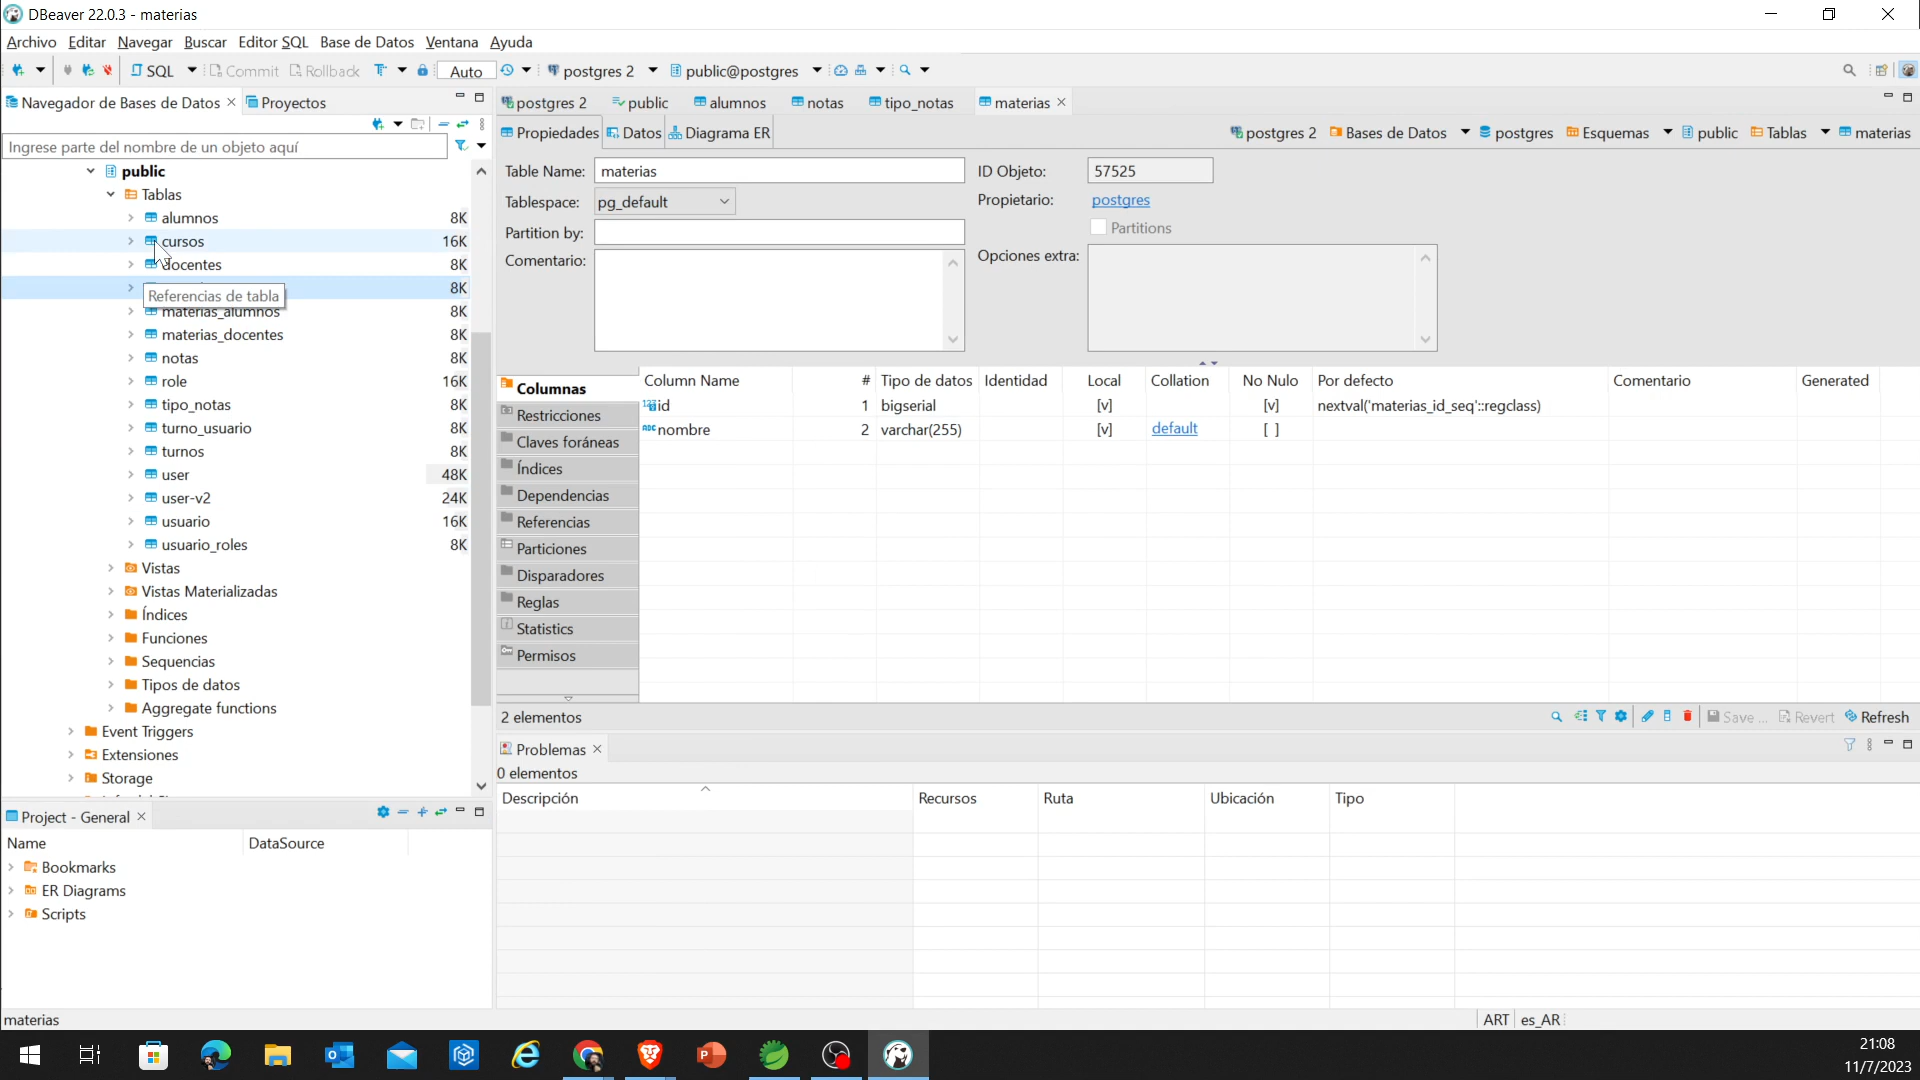 DBeaver 22.0.3 - materias
Archivo Editar Navegar Buscar Editor SQL Base de Datos Ventana Ayuda
SQL Commit Rollback Auto postgres 2 public@postgres
Navegador de Bases de Datos Proyectos
Ingrese parte del nombre de un objeto aquí
public
Tablas
alumnos 8K
cursos 16K
docentes 8K
8K
Referencias de tabla
materias_alumnos 8K
materias_docentes 8K
notas 8K
role 16K
tipo_notas 8K
turno_usuario 8K
turnos 8K
user 48K
user-v2 24K
usuario 16K
usuario_roles 8K
Vistas
Vistas Materializadas
Índices
Funciones
Sequencias
Tipos de datos
Aggregate functions
Event Triggers
Extensiones
Storage
Project - General
Name DataSource
Bookmarks
ER Diagrams
Scripts
postgres 2 public alumnos notas tipo_notas materias
Propiedades Datos Diagrama ER
postgres 2 Bases de Datos postgres Esquemas public Tablas materias
Table Name: materias
Tablespace: pg_default
Partition by:
Comentario:
ID Objeto: 57525
Propietario: postgres
Partitions
Opciones extra:
Columns
Restricciones
Claves foráneas
Índices
Dependencias
Referencias
Particiones
Disparadores
Reglas
Statistics
Permisos
Column Name # Tipo de datos Identidad Local Collation No Nulo Por defecto Comentario Generated
123 id 1 bigserial [v] [v] nextval('materias_id_seq'::regclass)
ABC nombre 2 varchar(255) [v] default [ ]
2 elementos
Save ... Revert Refresh
Problemas
0 elementos
Descripción Recursos Ruta Ubicación Tipo
materias
ART es_AR
21:08
11/7/2023